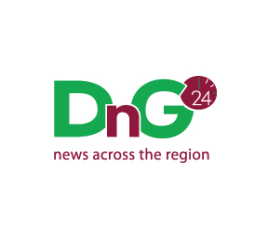 DnG 24
news across the region